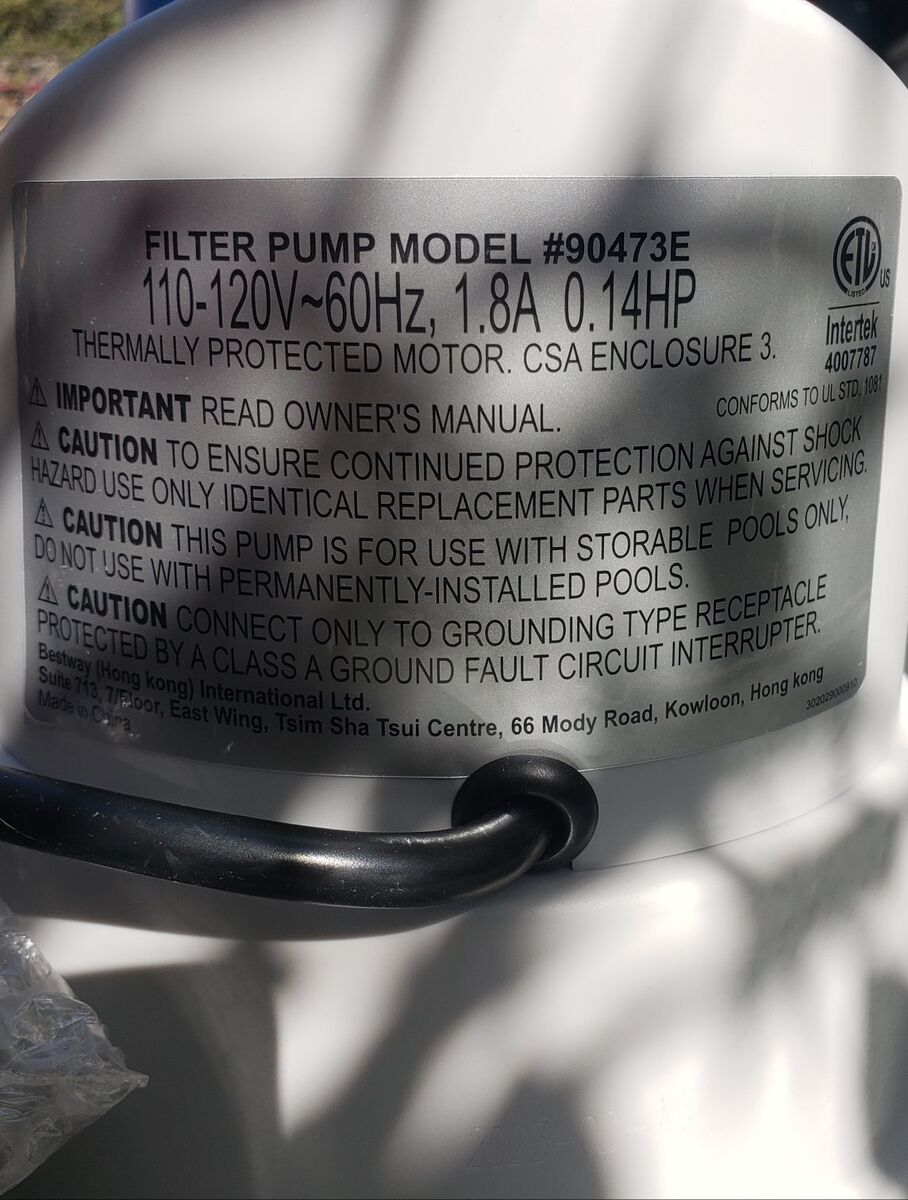 FILTER PUMP MODEL #90473E
110-120V~60Hz, 1.8A 0.14HP
THERMALLY PROTECTED MOTOR. CSA ENCLOSURE 3.
ETL
LISTED
US
Intertek
4007787
CONFORMS TO UL STD. 1081
⚠ IMPORTANT READ OWNER'S MANUAL.
⚠ CAUTION TO ENSURE CONTINUED PROTECTION AGAINST SHOCK
HAZARD USE ONLY IDENTICAL REPLACEMENT PARTS WHEN SERVICING.
⚠ CAUTION THIS PUMP IS FOR USE WITH STORABLE POOLS ONLY,
DO NOT USE WITH PERMANENTLY-INSTALLED POOLS.
⚠ CAUTION CONNECT ONLY TO GROUNDING TYPE RECEPTACLE
PROTECTED BY A CLASS A GROUND FAULT CIRCUIT INTERRUPTER.
Bestway (Hong kong) International Ltd.
Suite 713, 7/Floor, East Wing, Tsim Sha Tsui Centre, 66 Mody Road, Kowloon, Hong kong
Made in China
302029000910